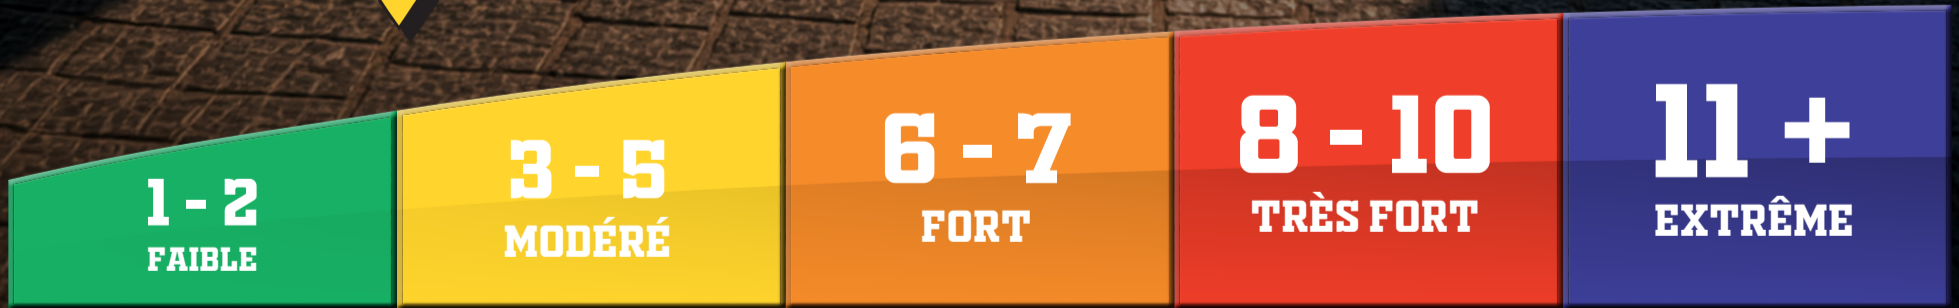 1 - 2
FAIBLE
3 - 5
MODÉRÉ
6 - 7
FORT
8 - 10
TRÈS FORT
11 +
EXTRÊME